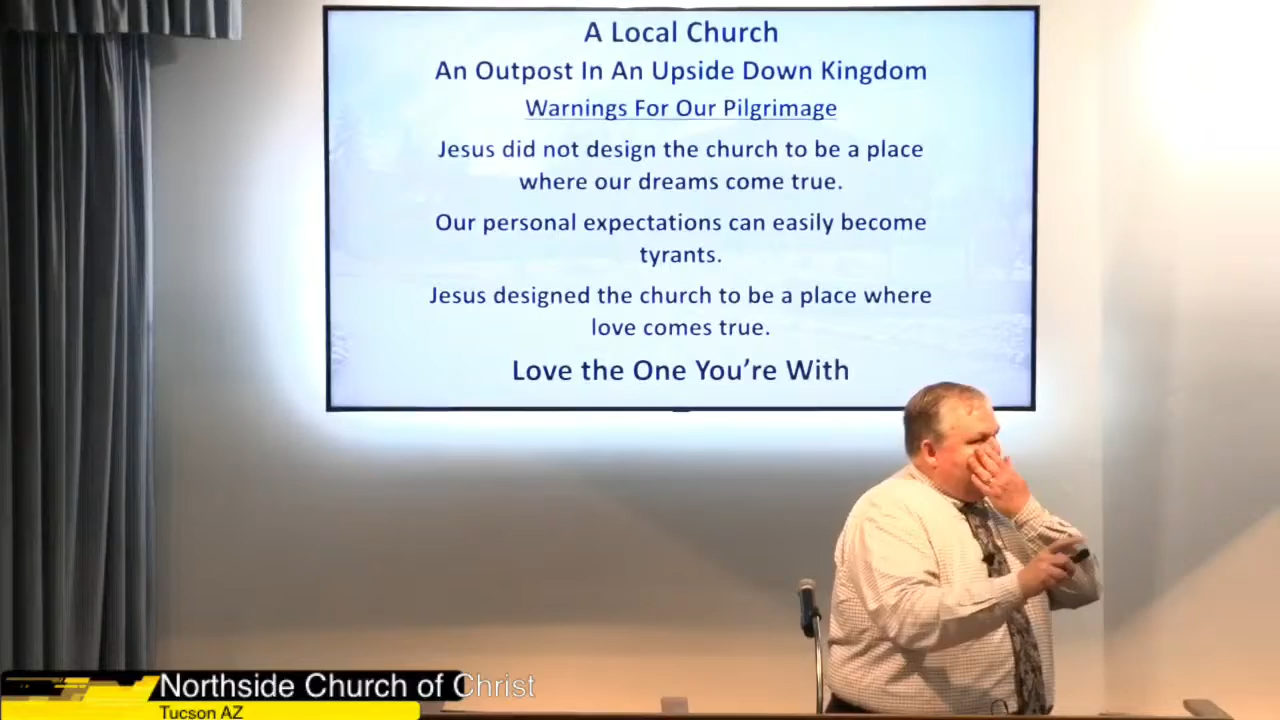 A Local Church
An Outpost In An Upside Down Kingdom
Warnings For Our Pilgrimage
Jesus did not design the church to be a place
where our dreams come true.
Our personal expectations can easily become
tyrants.
Jesus designed the church to be a place where
love comes true.
Love the One You’re With
Northside Church of Christ
Tucson AZ